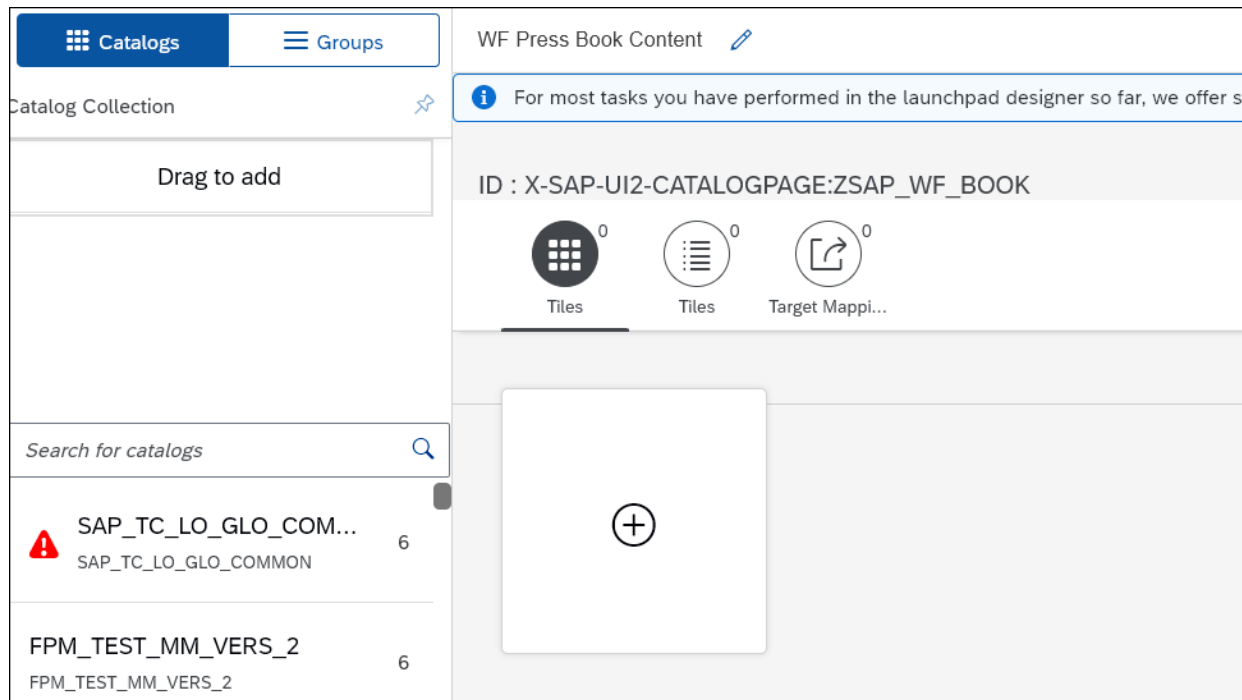 Catalogs
Groups
Catalog Collection
Drag to add
Search for catalogs
SAP_TC_LO_GLO_COM...
SAP_TC_LO_GLO_COMMON
6
FPM_TEST_MM_VERS_2
FPM_TEST_MM_VERS_2
6
WF Press Book Content
For most tasks you have performed in the launchpad designer so far, we offer s
ID : X-SAP-UI2-CATALOGPAGE:ZSAP_WF_BOOK
0
Tiles
0
Tiles
0
Target Mappi...